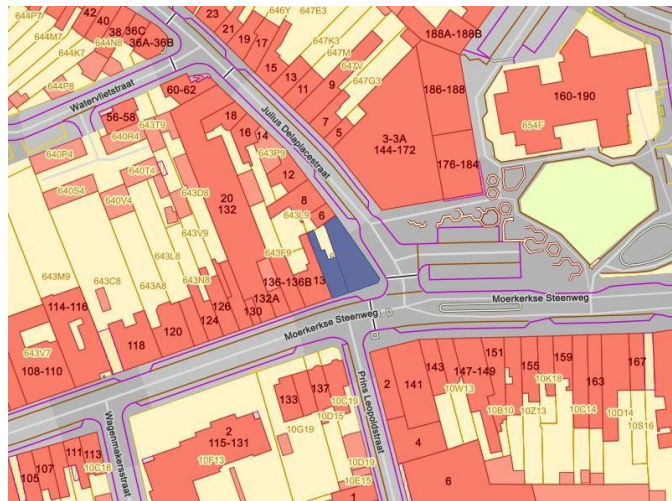 644P7
42
40
38
36C
36A-36B
644M7
644N8
644K7
644P8
23
21
19
17
15
13
11
9
7
5
646Y
647E3
647K3
647M
647V
647G3
188A-188B
186-188
176-184
3-3A
144-172
160-190
654F
Watervlietstraat
60-62
56-58
640R4
643T9
640P4
640T4
640S4
640V4
643D8
643V9
643L8
643N8
643A8
643C8
643M9
643V7
Julius Delaplacestraat
18
16
14
643P9
12
8
643L9
6
20
132
643F9
136-136B
13
132A
130
126
124
120
118
114-116
108-110
Moerkerkse Steenweg
Moerkerkse Steenweg
Prins Leopoldstraat
Wagenmakersstraat
105
107
111
113
10C18
2
115-131
10F13
10G19
133
137
10C19
10D15
10D19
10E15
1
2
141
143
10W13
147-149
151
10B10
155
10Z13
10K18
159
10C14
163
10D14
167
10S16
4
6